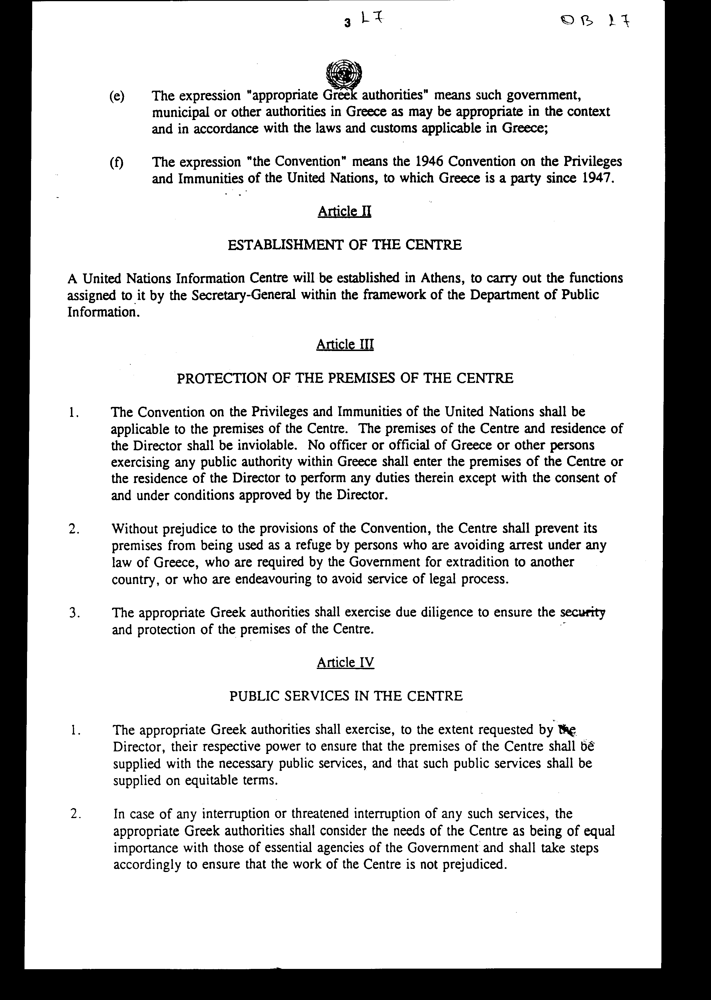 3 L7 OB L7
(e) The expression "appropriate Greek authorities" means such government,
municipal or other authorities in Greece as may be appropriate in the context
and in accordance with the laws and customs applicable in Greece;
(f) The expression "the Convention" means the 1946 Convention on the Privileges
and Immunities of the United Nations, to which Greece is a party since 1947.
Article II
ESTABLISHMENT OF THE CENTRE
A United Nations Information Centre will be established in Athens, to carry out the functions
assigned to it by the Secretary-General within the framework of the Department of Public
Information.
Article III
PROTECTION OF THE PREMISES OF THE CENTRE
1. The Convention on the Privileges and Immunities of the United Nations shall be
applicable to the premises of the Centre. The premises of the Centre and residence of
the Director shall be inviolable. No officer or official of Greece or other persons
exercising any public authority within Greece shall enter the premises of the Centre or
the residence of the Director to perform any duties therein except with the consent of
and under conditions approved by the Director.
2. Without prejudice to the provisions of the Convention, the Centre shall prevent its
premises from being used as a refuge by persons who are avoiding arrest under any
law of Greece, who are required by the Government for extradition to another
country, or who are endeavouring to avoid service of legal process.
3. The appropriate Greek authorities shall exercise due diligence to ensure the security
and protection of the premises of the Centre.
Article IV
PUBLIC SERVICES IN THE CENTRE
1. The appropriate Greek authorities shall exercise, to the extent requested by the
Director, their respective power to ensure that the premises of the Centre shall be
supplied with the necessary public services, and that such public services shall be
supplied on equitable terms.
2. In case of any interruption or threatened interruption of any such services, the
appropriate Greek authorities shall consider the needs of the Centre as being of equal
importance with those of essential agencies of the Government and shall take steps
accordingly to ensure that the work of the Centre is not prejudiced.